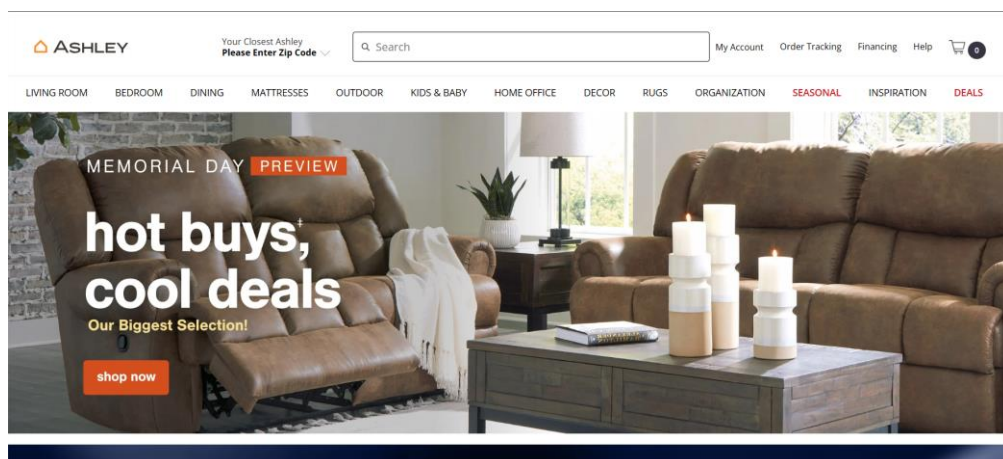 ASHLEY
Your Closest Ashley
Please Enter Zip Code
Search
My Account
Order Tracking
Financing
Help
0
LIVING ROOM
BEDROOM
DINING
MATTRESSES
OUTDOOR
KIDS & BABY
HOME OFFICE
DECOR
RUGS
ORGANIZATION
SEASONAL
INSPIRATION
DEALS
MEMORIAL DAY PREVIEW
hot buys,‡
cool deals
Our Biggest Selection!
shop now